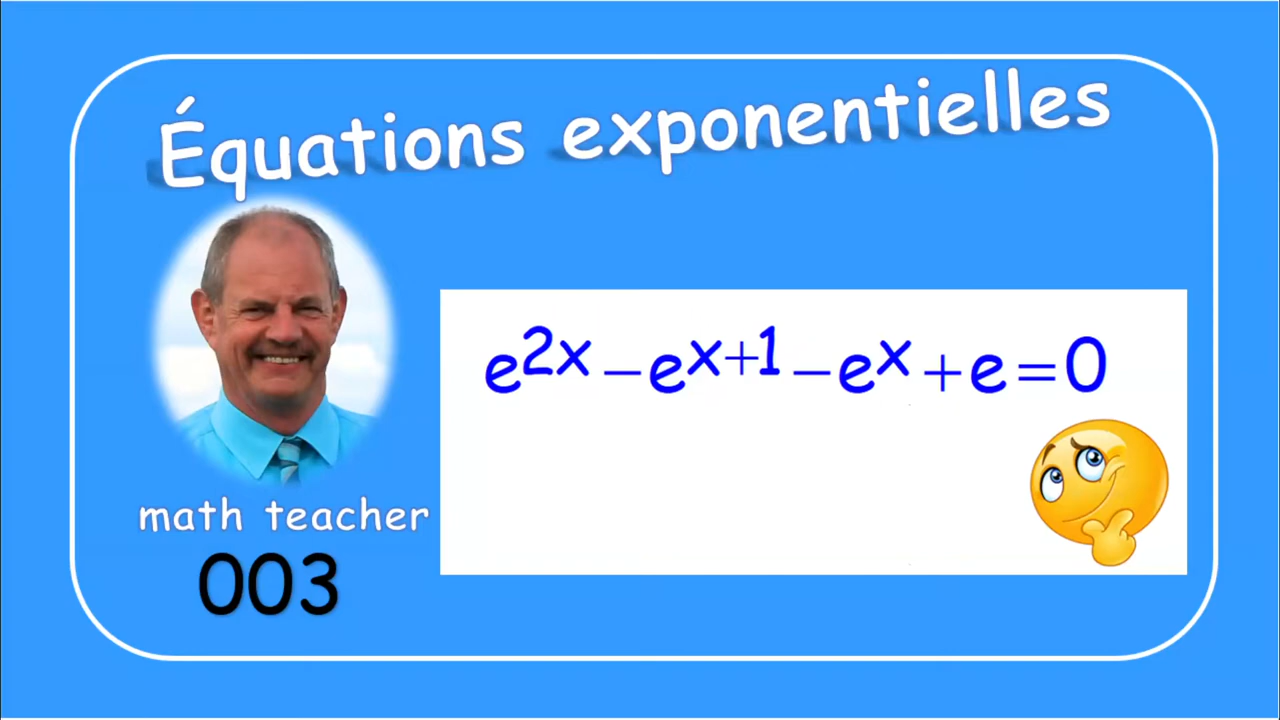 Équations exponentielles
e^{2x} – e^{x+1} – e^{x} + e = 0
math teacher
003